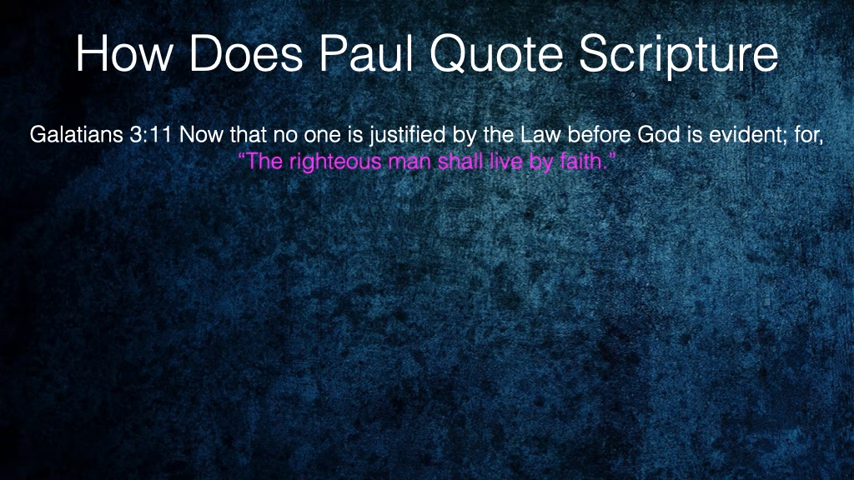 How Does Paul Quote Scripture
Galatians 3:11 Now that no one is justified by the Law before God is evident; for,
“The righteous man shall live by faith.”